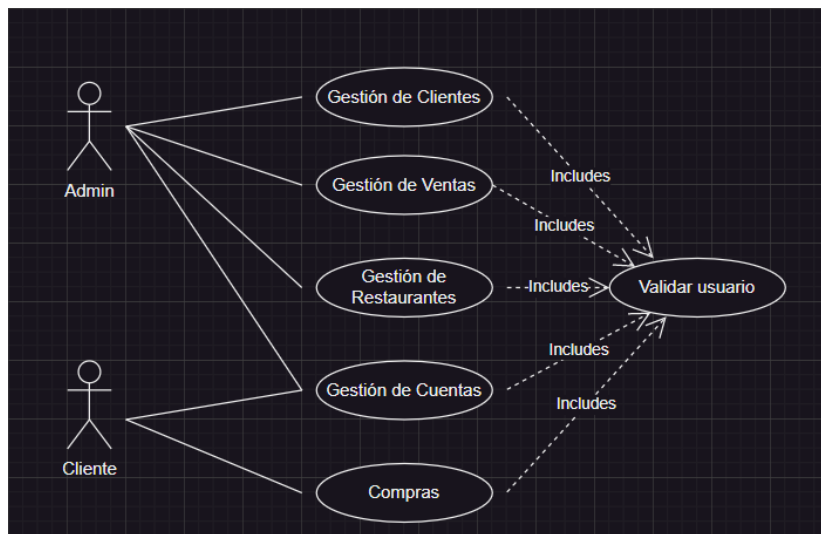 Gestión de Clientes
Admin
Includes
Gestión de Ventas
Includes
Gestión de
Restaurantes
Includes
Validar usuario
Includes
Gestión de Cuentas
Includes
Cliente
Compras